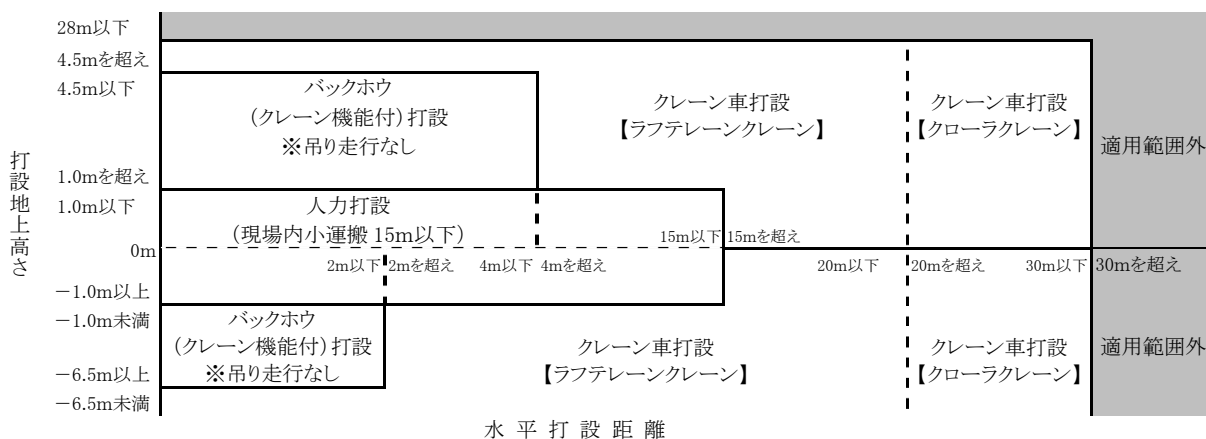 28m以下
4.5mを超え
4.5m以下
バックホウ
(クレーン機能付)打設
※吊り走行なし
クレーン車打設
【ラフテレーンクレーン】
クレーン車打設
【クローラクレーン】
適用範囲外
打設地上高さ
1.0mを超え
1.0m以下
人力打設
(現場内小運搬 15m以下)
0m
15m以下
15mを超え
2m以下
2mを超え
4m以下
4mを超え
20m以下
20mを超え
30m以下
30mを超え
－1.0m以上
－1.0m未満
バックホウ
(クレーン機能付)打設
※吊り走行なし
クレーン車打設
【ラフテレーンクレーン】
クレーン車打設
【クローラクレーン】
適用範囲外
－6.5m以上
－6.5m未満
水平打設距離